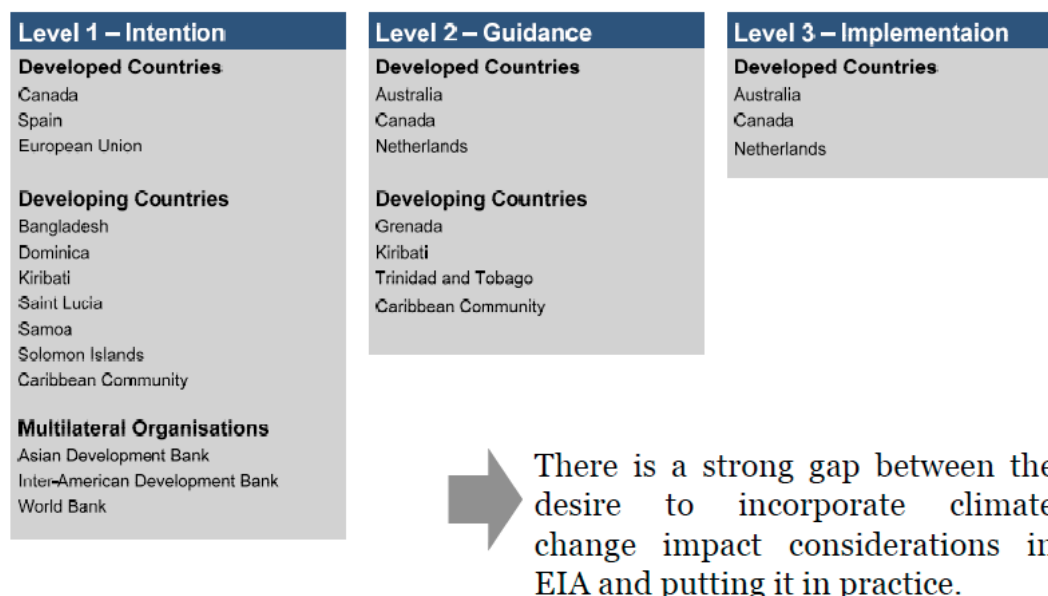 Level 1 – Intention
Developed Countries
Canada
Spain
European Union
Developing Countries
Bangladesh
Dominica
Kiribati
Saint Lucia
Samoa
Solomon Islands
Caribbean Community
Multilateral Organisations
Asian Development Bank
Inter-American Development Bank
World Bank
Level 2 – Guidance
Developed Countries
Australia
Canada
Netherlands
Developing Countries
Grenada
Kiribati
Trinidad and Tobago
Caribbean Community
Level 3 – Implementaion
Developed Countries
Australia
Canada
Netherlands
There is a strong gap between the
desire to incorporate climate
change impact considerations in
EIA and putting it in practice.